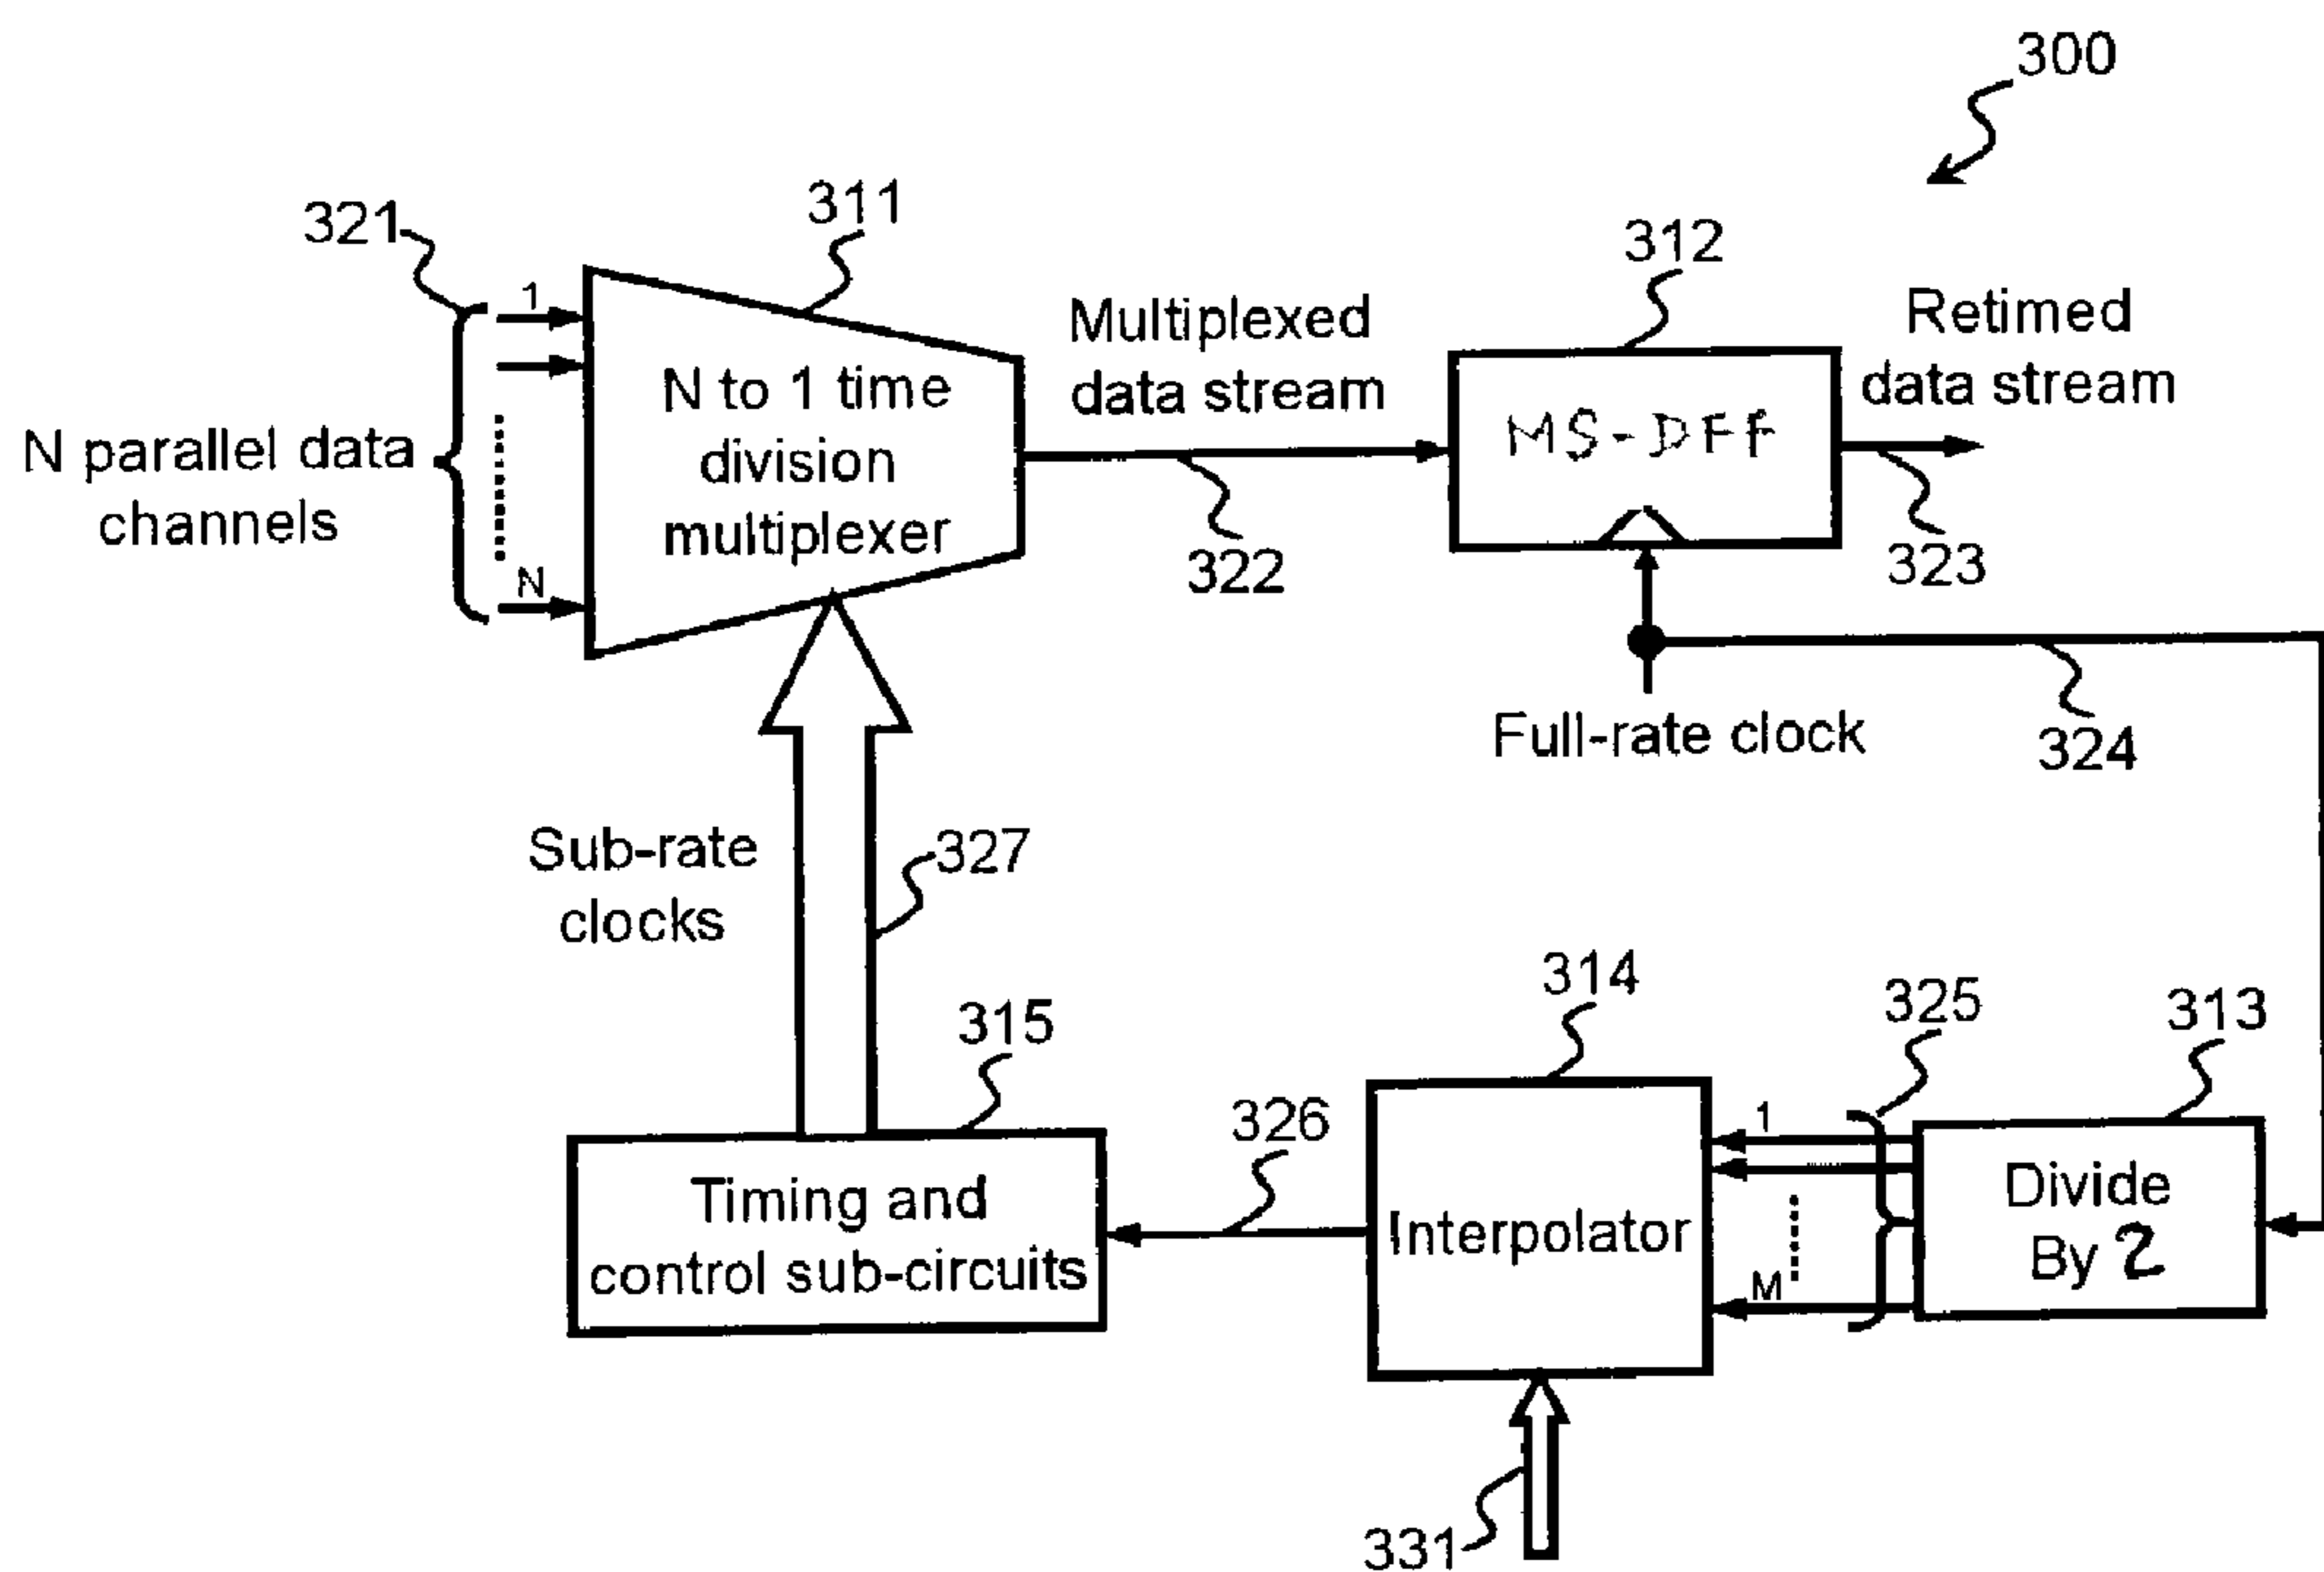 300
321
311
312
1
Multiplexed
data stream
Retimed
data stream
N to 1 time
division
multiplexer
MS-DFF
N parallel data
channels
N
322
323
Full-rate clock
324
Sub-rate
clocks
327
315
314
325
313
326
1
Timing and
control sub-circuits
Interpolator
Divide
By 2
M
331